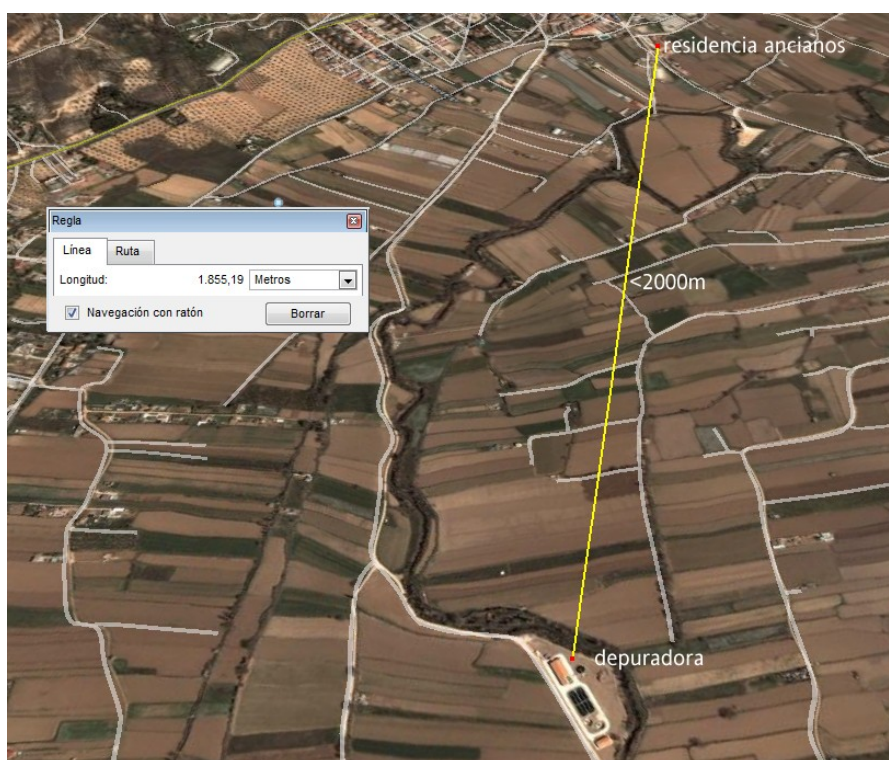 residencia ancianos
Regla
Línea Ruta
Longitud: 1.855,19 Metros
Navegación con ratón Borrar
<2000m
depuradora